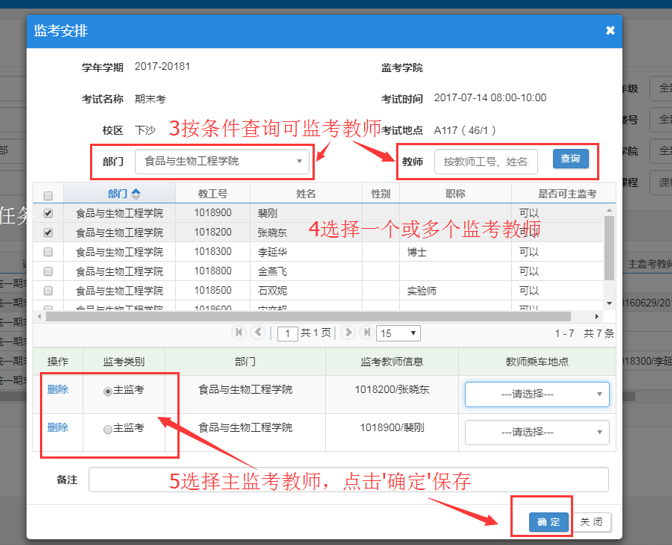 监考安排 ✖
学年学期 2017-20181 监考学院
考试名称 期末考 考试时间 2017-07-14 08:00-10:00
3按条件查询可监考教师
校区 下沙 考试地点 A117（46/1）
部门 食品与生物工程学院 教师 按教师工号、姓名 查询
部门 教工号 姓名 性别 职称 是否可主监考
食品与生物工程学院 1018900 裴刚 可以
食品与生物工程学院 1018200 张晓东 可以
4选择一个或多个监考教师
食品与生物工程学院 1018300 李延华 博士 可以
食品与生物工程学院 1018800 金燕飞 可以
食品与生物工程学院 1018500 石双妮 实验师 可以
食品与生物工程学院 1018600 可以
1 共 1 页 15 1 - 7 共 7 条
操作 监考类别 部门 监考教师信息 教师乘车地点
删除 主监考 食品与生物工程学院 1018200/张晓东 ---请选择---
删除 主监考 食品与生物工程学院 1018900/裴刚 ---请选择---
备注
5选择主监考教师，点击'确定'保存
确 定 关 闭
任务
主监考教师